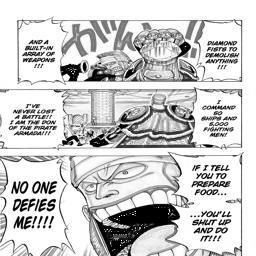 DIAMOND
FISTS TO
DEMOLISH
ANYTHING
!!!
AND A
BUILT-IN
ARRAY OF
WEAPONS
!!!
I
COMMAND
50
SHIPS AND
5,000
FIGHTING
MEN!
I'VE
NEVER LOST
A BATTLE!!
I AM THE DON
OF THE PIRATE
ARMADA!!!
IF I TELL
YOU TO
PREPARE
FOOD...
...YOU'LL
SHUT UP
AND DO
IT!!!
NO ONE
DEFIES
ME!!!!